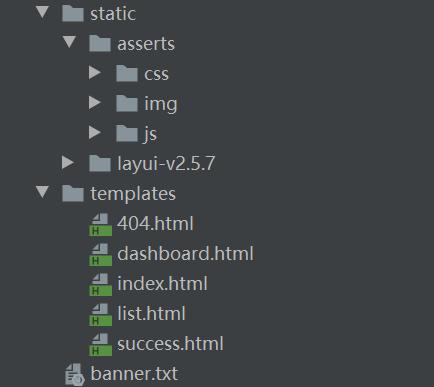 static
asserts
css
img
js
layui-v2.5.7
templates
404.html
dashboard.html
index.html
list.html
success.html
banner.txt